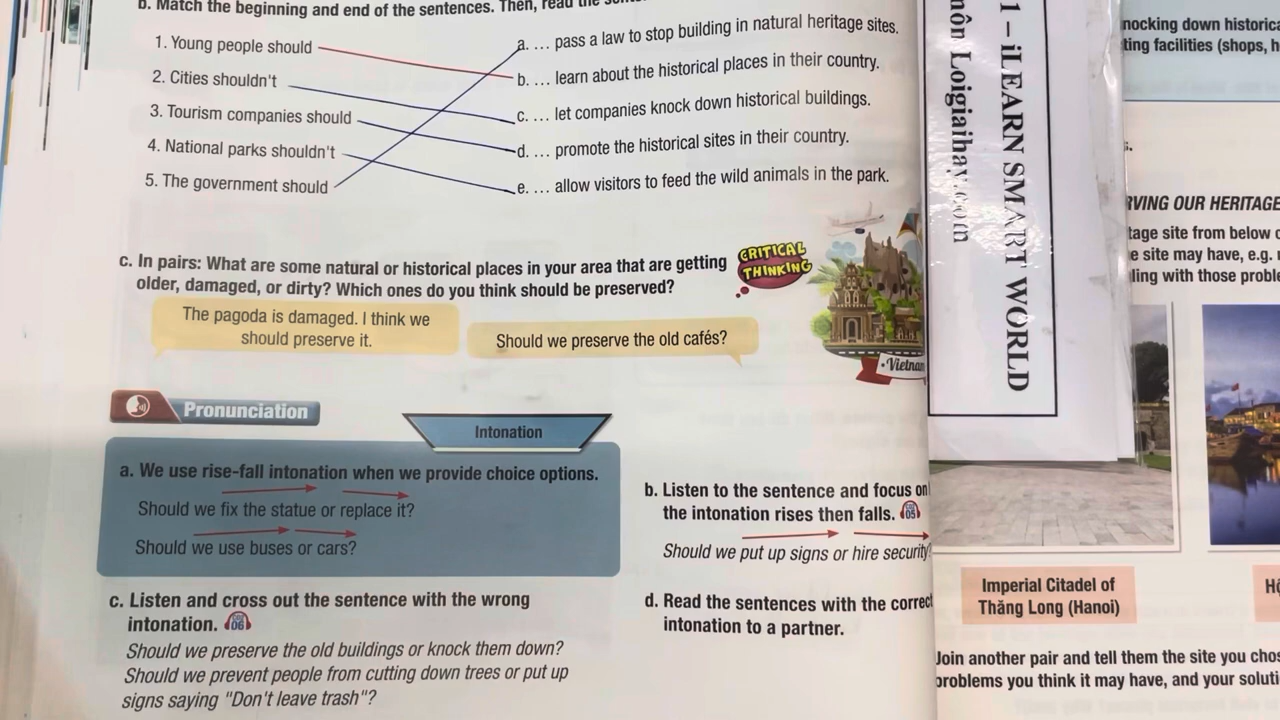 b. Match the beginning and end of the sentences. Then, read the
1. Young people should
2. Cities shouldn't
3. Tourism companies should
4. National parks shouldn't
5. The government should
a. ... pass a law to stop building in natural heritage sites.
b. ... learn about the historical places in their country.
c. ... let companies knock down historical buildings.
d. ... promote the historical sites in their country.
e. ... allow visitors to feed the wild animals in the park.
c. In pairs: What are some natural or historical places in your area that are getting
older, damaged, or dirty? Which ones do you think should be preserved?
CRITICAL
THINKING
The pagoda is damaged. I think we
should preserve it.
Should we preserve the old cafés?
Vietnam
Pronunciation
Intonation
a. We use rise-fall intonation when we provide choice options.
Should we fix the statue or replace it?
Should we use buses or cars?
b. Listen to the sentence and focus on
the intonation rises then falls. 05
Should we put up signs or hire security?
c. Listen and cross out the sentence with the wrong
intonation. 06
Should we preserve the old buildings or knock them down?
Should we prevent people from cutting down trees or put up
signs saying "Don't leave trash"?
d. Read the sentences with the correct
intonation to a partner.
1 – iLEARN SMART WORLD
môn Loigiaihay.com
nocking down historica
ting facilities (shops, h
s.
RVING OUR HERITAGE
tage site from below
e site may have, e.g.
ling with those proble
Imperial Citadel of
Thăng Long (Hanoi)
Hộ
Join another pair and tell them the site you chos
problems you think it may have, and your soluti